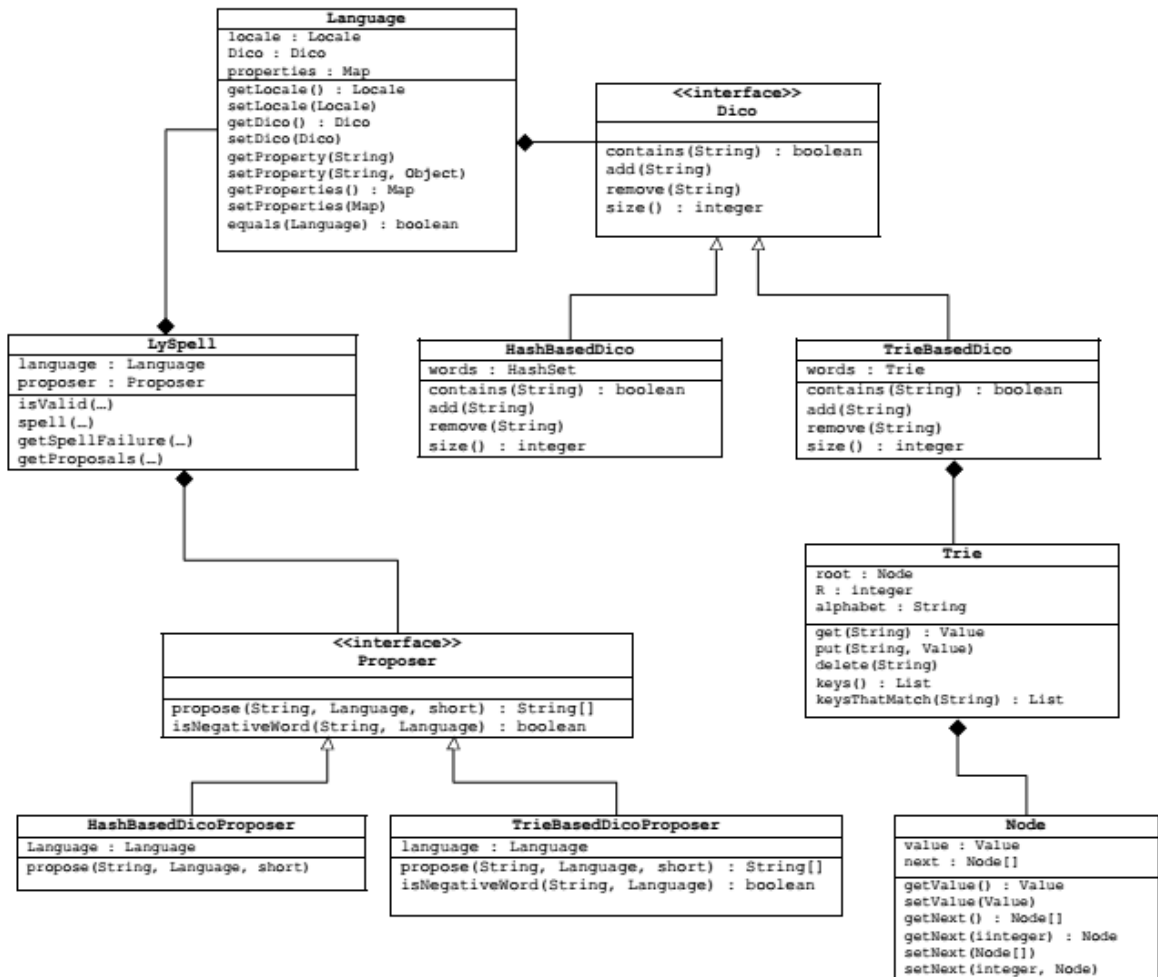 Language
locale : Locale
Dico : Dico
properties : Map
getLocale() : Locale
setLocale(Locale)
getDico() : Dico
setDico(Dico)
getProperty(String)
setProperty(String, Object)
getProperties() : Map
setProperties(Map)
equals(Language) : boolean
<<interface>>
Dico
contains(String) : boolean
add(String)
remove(String)
size() : integer
LySpell
language : Language
proposer : Proposer
isValid(…)
spell(…)
getSpellFailure(…)
getProposals(…)
HashBasedDico
words : HashSet
contains(String) : boolean
add(String)
remove(String)
size() : integer
TrieBasedDico
words : Trie
contains(String) : boolean
add(String)
remove(String)
size() : integer
Trie
root : Node
R : integer
alphabet : String
get(String) : Value
put(String, Value)
delete(String)
keys() : List
keysThatMatch(String) : List
<<interface>>
Proposer
propose(String, Language, short) : String[]
isNegativeWord(String, Language) : boolean
HashBasedDicoProposer
Language : Language
propose(String, Language, short)
TrieBasedDicoProposer
language : Language
propose(String, Language, short) : String[]
isNegativeWord(String, Language) : boolean
Node
value : Value
next : Node[]
getValue() : Value
setValue(Value)
getNext() : Node[]
getNext(iinteger) : Node
setNext(Node[])
setNext(integer, Node)